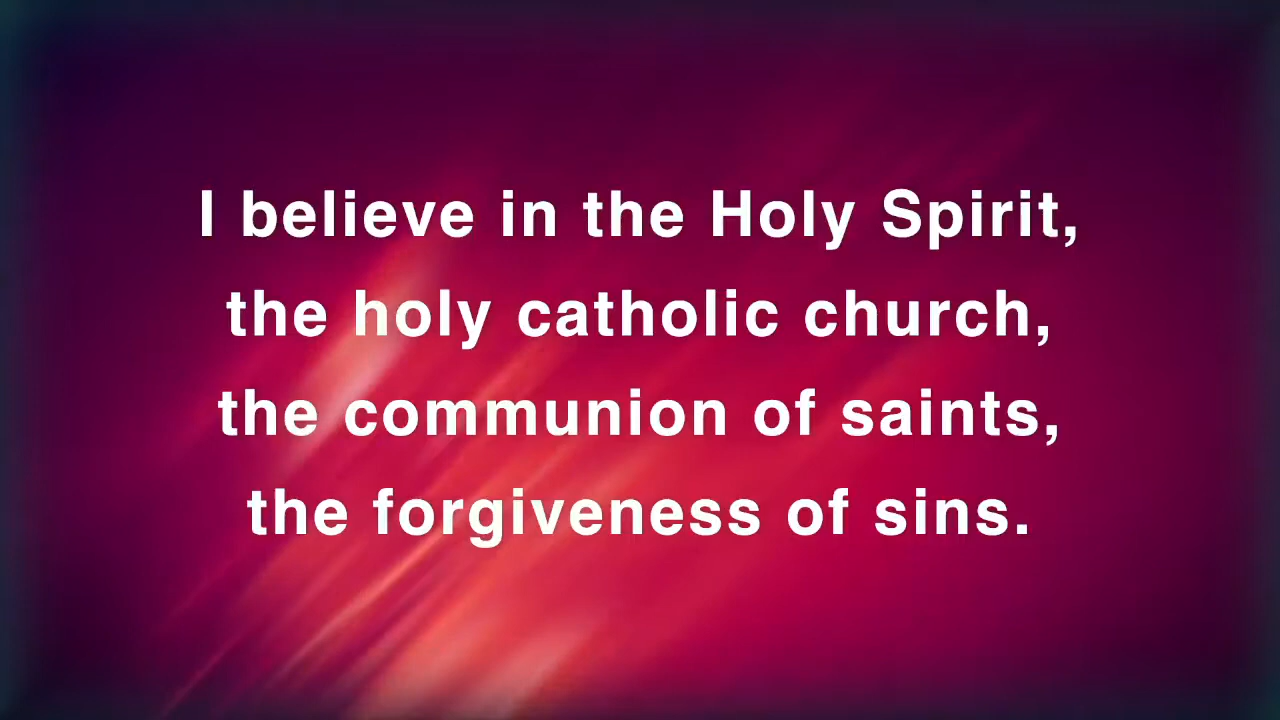 I believe in the Holy Spirit,
the holy catholic church,
the communion of saints,
the forgiveness of sins.